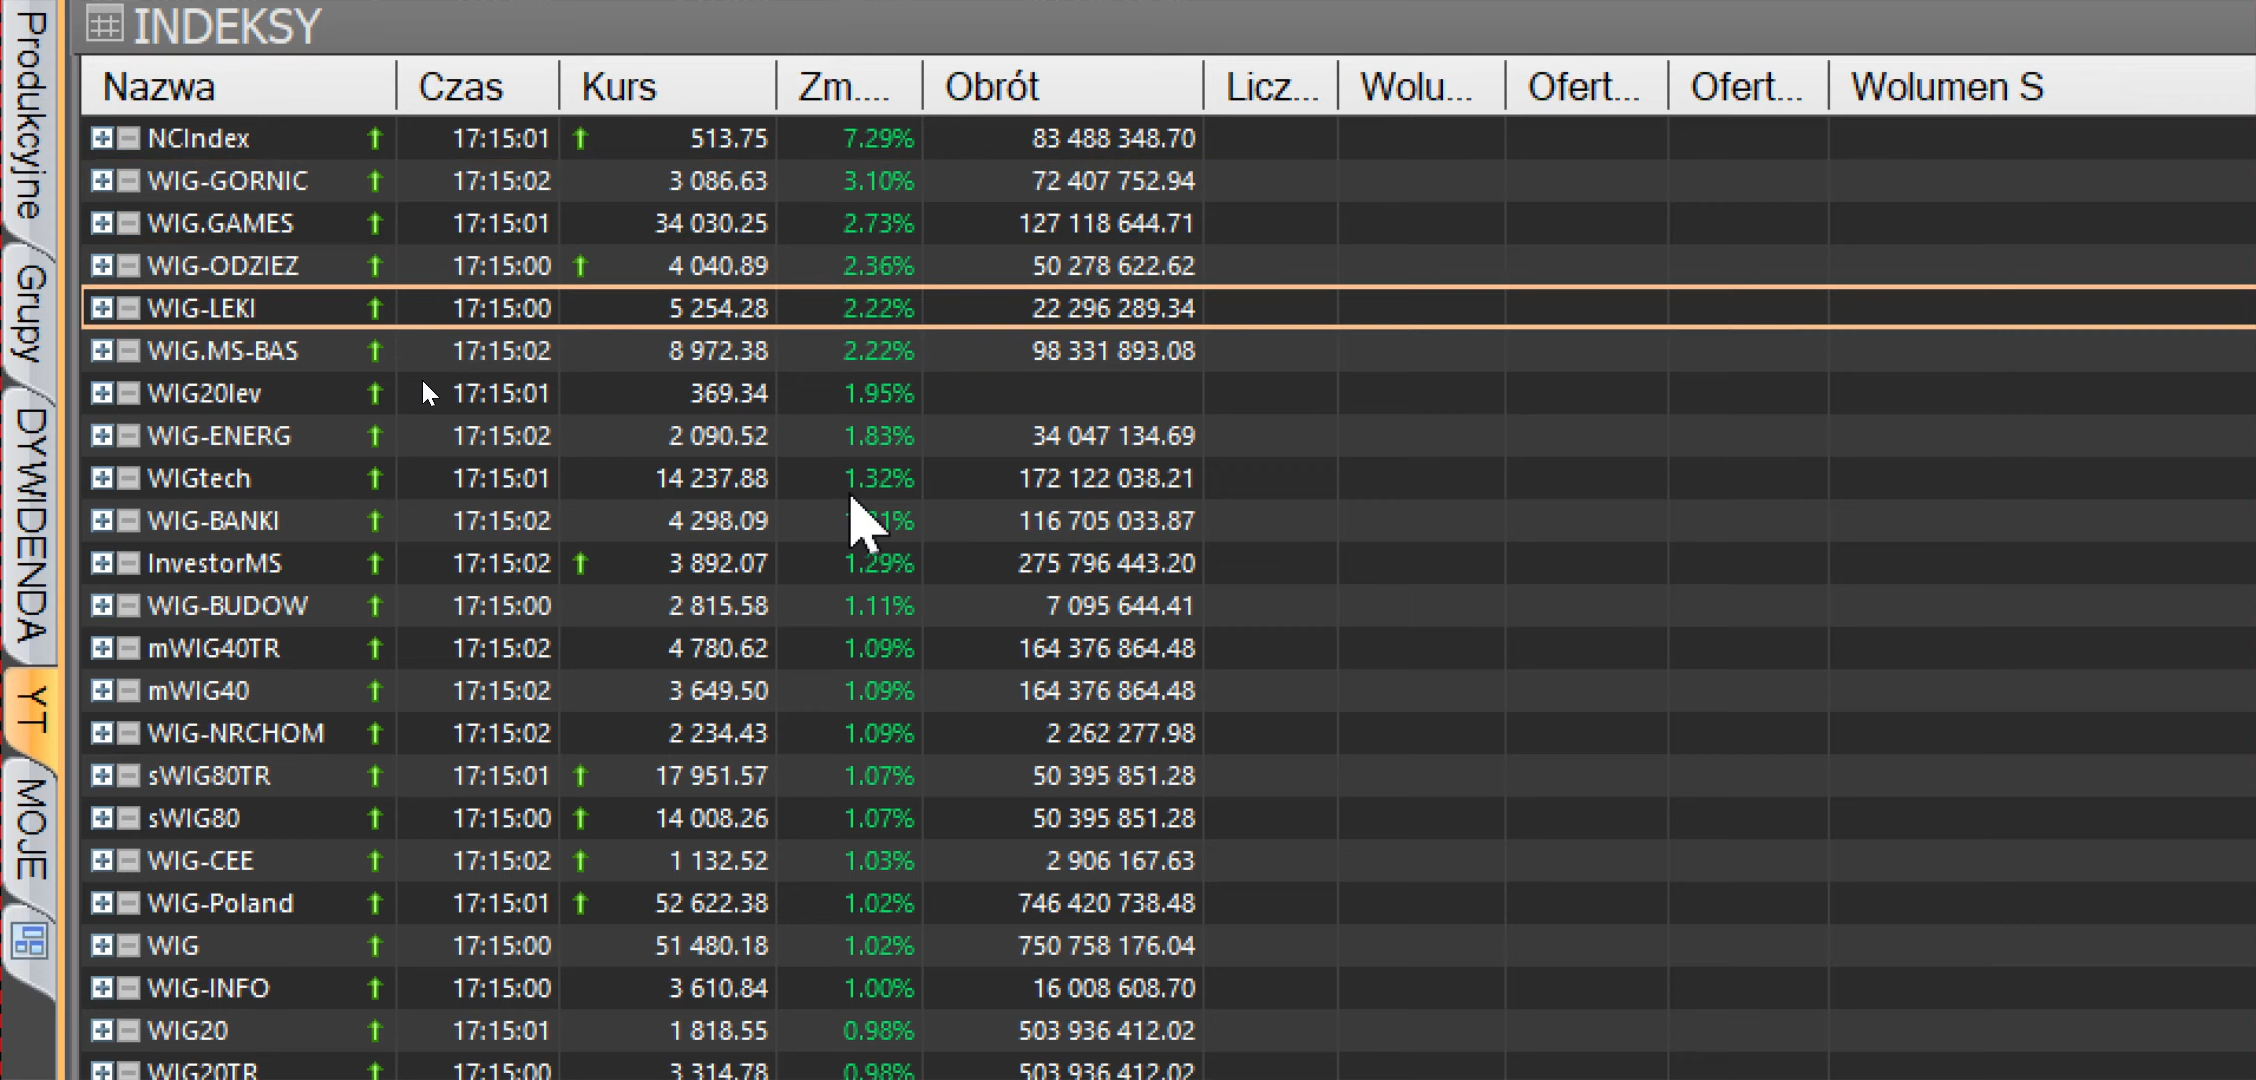 INDEKSY
Nazwa Czas Kurs Zm.... Obrót Licz... Wolu... Ofert... Ofert... Wolumen S
NCIndex 17:15:01 513.75 7.29% 83 488 348.70
WIG-GORNIC 17:15:02 3 086.63 3.10% 72 407 752.94
WIG.GAMES 17:15:01 34 030.25 2.73% 127 118 644.71
WIG-ODZIEZ 17:15:00 4 040.89 2.36% 50 278 622.62
WIG-LEKI 17:15:00 5 254.28 2.22% 22 296 289.34
WIG.MS-BAS 17:15:02 8 972.38 2.22% 98 331 893.08
WIG20lev 17:15:01 369.34 1.95%
WIG-ENERG 17:15:02 2 090.52 1.83% 34 047 134.69
WIGtech 17:15:01 14 237.88 1.32% 172 122 038.21
WIG-BANKI 17:15:02 4 298.09 116 705 033.87
InvestorMS 17:15:02 3 892.07 1.29% 275 796 443.20
WIG-BUDOW 17:15:00 2 815.58 1.11% 7 095 644.41
mWIG40TR 17:15:02 4 780.62 1.09% 164 376 864.48
mWIG40 17:15:02 3 649.50 1.09% 164 376 864.48
WIG-NRCHOM 17:15:02 2 234.43 1.09% 2 262 277.98
sWIG80TR 17:15:01 17 951.57 1.07% 50 395 851.28
sWIG80 17:15:00 14 008.26 1.07% 50 395 851.28
WIG-CEE 17:15:02 1 132.52 1.03% 2 906 167.63
WIG-Poland 17:15:01 52 622.38 1.02% 746 420 738.48
WIG 17:15:00 51 480.18 1.02% 750 758 176.04
WIG-INFO 17:15:00 3 610.84 1.00% 16 008 608.70
WIG20 17:15:01 1 818.55 0.98% 503 936 412.02
WIG20TR 17:15:00 3 314.78 0.98% 503 936 412.02
Produkcyjne
Grupy
DYWIDENDA
YT
MOJE